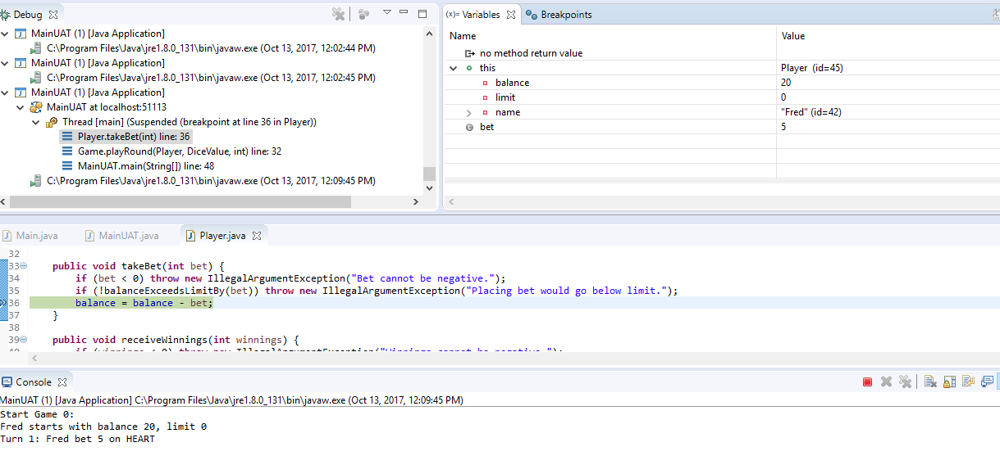 Debug
MainUAT (1) [Java Application]
C:\Program Files\Java\jre1.8.0_131\bin\javaw.exe (Oct 13, 2017, 12:02:44 PM)
MainUAT (1) [Java Application]
C:\Program Files\Java\jre1.8.0_131\bin\javaw.exe (Oct 13, 2017, 12:02:45 PM)
MainUAT (1) [Java Application]
MainUAT at localhost:51113
Thread [main] (Suspended (breakpoint at line 36 in Player))
Player.takeBet(int) line: 36
Game.playRound(Player, DiceValue, int) line: 32
MainUAT.main(String[]) line: 48
C:\Program Files\Java\jre1.8.0_131\bin\javaw.exe (Oct 13, 2017, 12:09:45 PM)
(x)= Variables Breakpoints
Name Value
no method return value
this Player (id=45)
balance 20
limit 0
name "Fred" (id=42)
bet 5
Main.java MainUAT.java Player.java
32
33 public void takeBet(int bet) {
34 if (bet < 0) throw new IllegalArgumentException("Bet cannot be negative.");
35 if (!balanceExceedsLimitBy(bet)) throw new IllegalArgumentException("Placing bet would go below limit.");
36 balance = balance - bet;
37 }
38
39 public void receiveWinnings(int winnings) {
40 if (winnings < 0) throw new IllegalArgumentException("Winnings cannot be negative.");
Console
MainUAT (1) [Java Application] C:\Program Files\Java\jre1.8.0_131\bin\javaw.exe (Oct 13, 2017, 12:09:45 PM)
Start Game 0:
Fred starts with balance 20, limit 0
Turn 1: Fred bet 5 on HEART